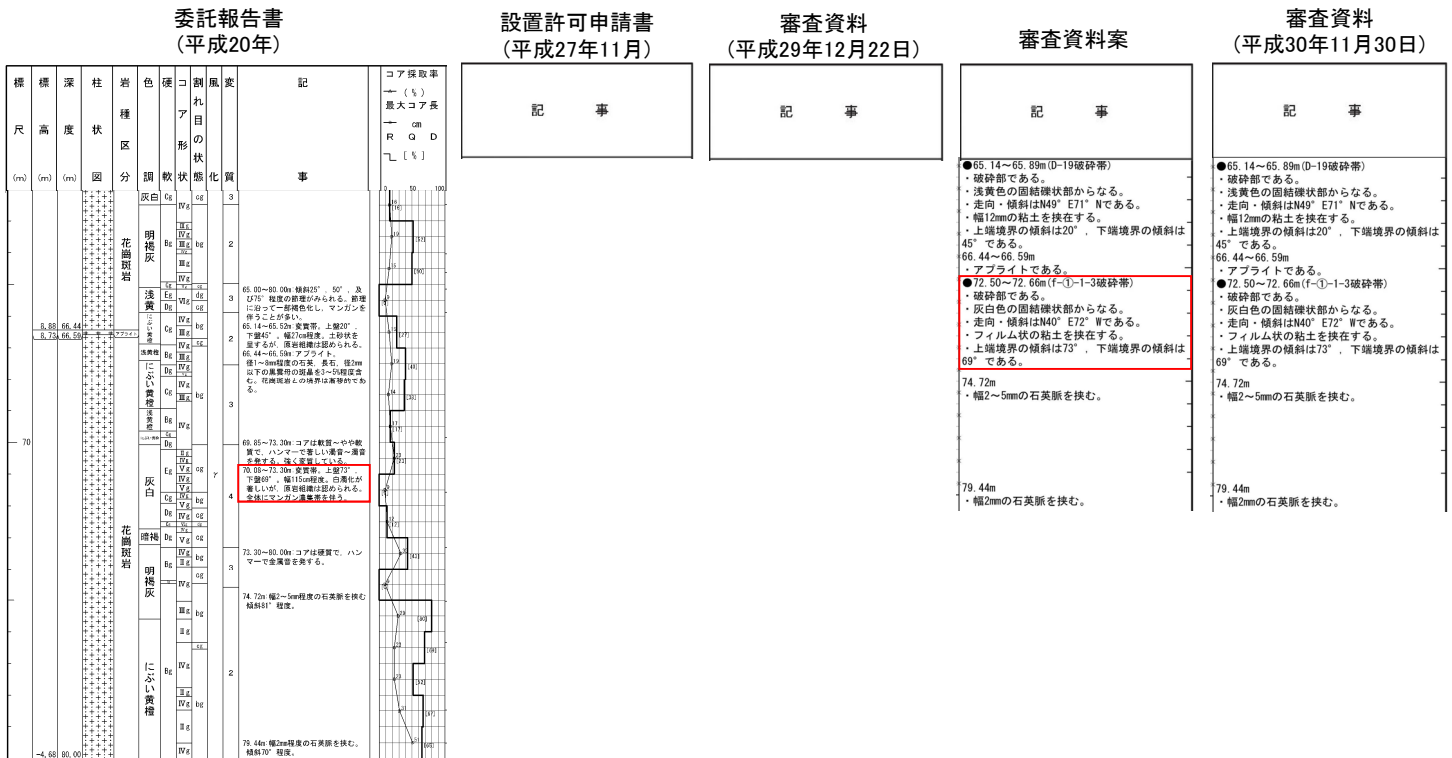 委託報告書
(平成20年)
設置許可申請書
(平成27年11月)
審査資料
(平成29年12月22日)
審査資料案
審査資料
(平成30年11月30日)
標尺(m)
標高(m)
深度(m)
柱状図
岩種区分
色調
硬軟
コア形状
割れ目の状態
風化
変質
記事
コア採取率
(%)
最大コア長
cm
R Q D
[%]
0 50 100
8.88 66.44
8.73 66.59
70
-4.68 80.00
花崗斑岩
アプライト
花崗斑岩
灰白
明褐灰
浅黄
にぶい黄橙
浅黄橙
にぶい黄橙
浅黄橙
灰白
暗褐
明褐灰
にぶい黄橙
γ
3
2
3
2
3
4
3
2
65.00~80.00m:傾斜25°, 50°, 及
び75°程度の節理がみられる。節理
に沿って一部褐色化し、マンガンを
伴うことが多い。
65.14~65.52m:変質帯。上盤20°,
下盤45°, 幅27cm程度。土砂状を
呈するが、原岩組織は認められる。
66.44~66.59m:アプライト。
径1~8mm程度の石英, 長石, 径2mm
以下の黒雲母の斑晶を3~5%程度含
む。花崗斑岩との境界は漸移的であ
る。
69.85~73.30m:コアは軟質~やや軟
質で、ハンマーで著しい濁音~濁音
を発する。強く変質している。
70.08~73.30m:変質帯。上盤73°,
下盤69°, 幅115cm程度。白濁化が
著しいが、原岩組織は認められる。
全体にマンガン濃集帯を伴う。
73.30~80.00m:コアは硬質で、ハン
マーで金属音を発する。
74.72m:幅2~5mm程度の石英脈を挟む
傾斜81°程度。
79.44m:幅2mm程度の石英脈を挟む。
傾斜70°程度。
記 事
記 事
記 事
●65.14~65.89m(D-19破砕帯)
・破砕部である。
・浅黄色の固結礫状部からなる。
・走向・傾斜はN49°E71°Nである。
・幅12mmの粘土を挟在する。
・上端境界の傾斜は20°, 下端境界の傾斜は
45°である。
66.44~66.59m
・アプライトである。
●72.50~72.66m(f-①-1-3破砕帯)
・破砕部である。
・灰白色の固結礫状部からなる。
・走向・傾斜はN40°E72°Wである。
・フィルム状の粘土を挟在する。
・上端境界の傾斜は73°, 下端境界の傾斜は
69°である。
74.72m
・幅2~5mmの石英脈を挟む。
79.44m
・幅2mmの石英脈を挟む。
記 事
●65.14~65.89m(D-19破砕帯)
・破砕部である。
・浅黄色の固結礫状部からなる。
・走向・傾斜はN49°E71°Nである。
・幅12mmの粘土を挟在する。
・上端境界の傾斜は20°, 下端境界の傾斜は
45°である。
66.44~66.59m
・アプライトである。
●72.50~72.66m(f-①-1-3破砕帯)
・破砕部である。
・灰白色の固結礫状部からなる。
・走向・傾斜はN40°E72°Wである。
・フィルム状の粘土を挟在する。
・上端境界の傾斜は73°, 下端境界の傾斜は
69°である。
74.72m
・幅2~5mmの石英脈を挟む。
79.44m
・幅2mmの石英脈を挟む。